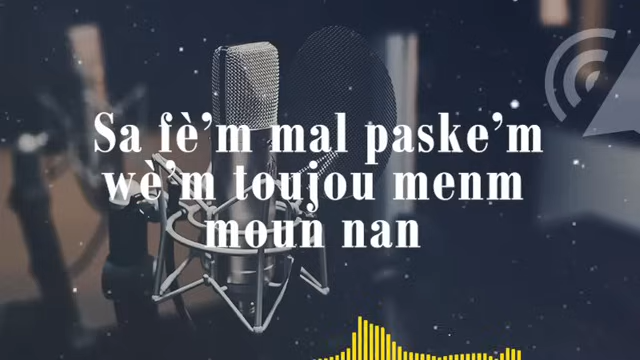 Sa fè’m mal paske’m
wè’m toujou menm
moun nan